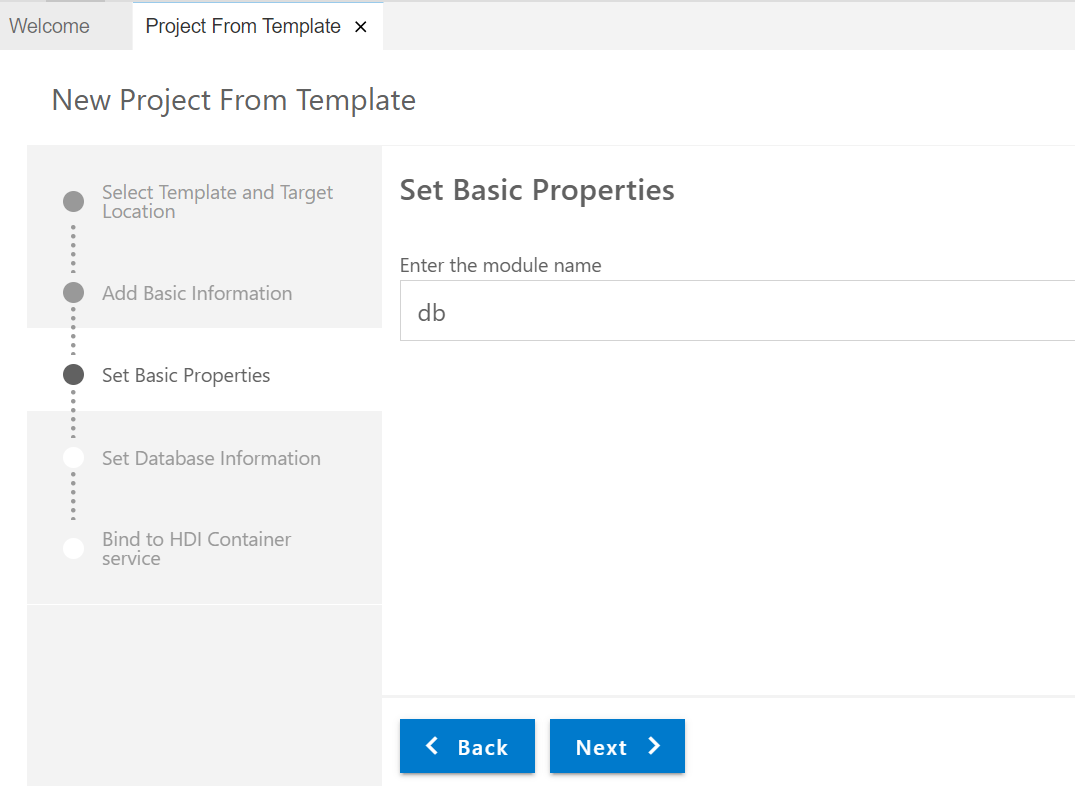 Welcome
Project From Template
New Project From Template
Select Template and Target
Location
Add Basic Information
Set Basic Properties
Set Database Information
Bind to HDI Container
service
Set Basic Properties
Enter the module name
db
Back
Next